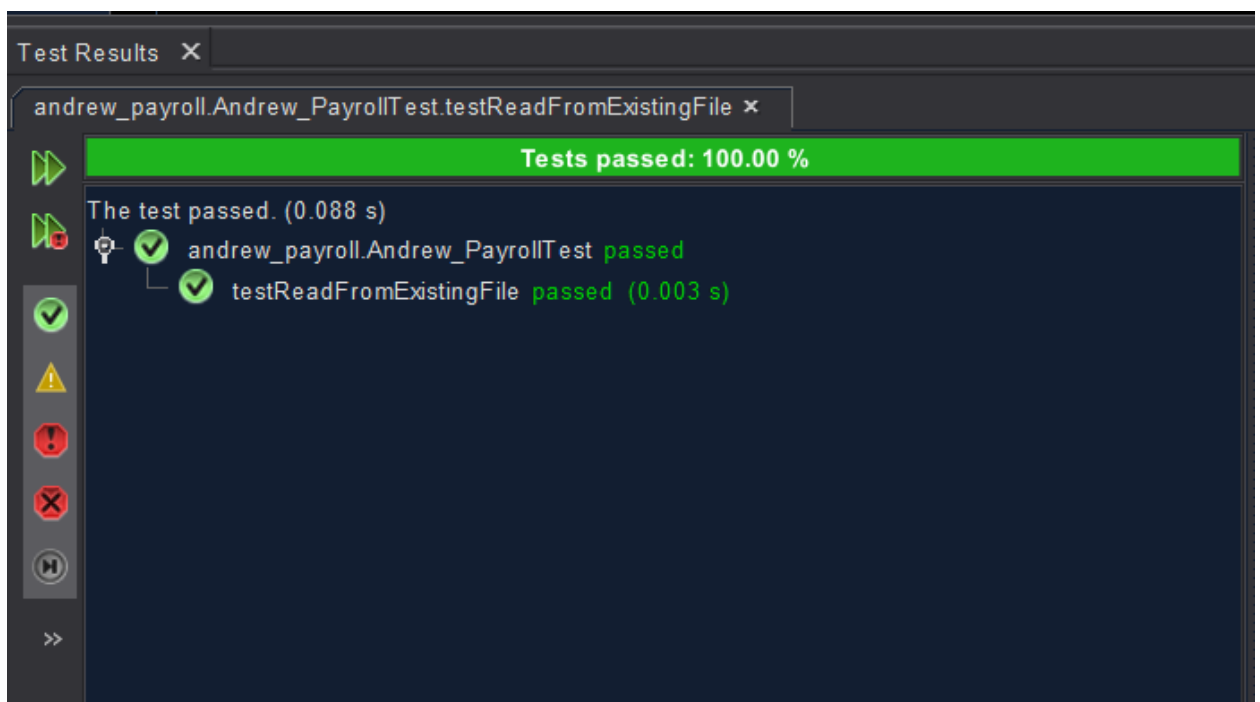 Test Results
andrew_payroll.Andrew_PayrollTest.testReadFromExistingFile
Tests passed: 100.00 %
The test passed. (0.088 s)
andrew_payroll.Andrew_PayrollTest passed
testReadFromExistingFile passed (0.003 s)